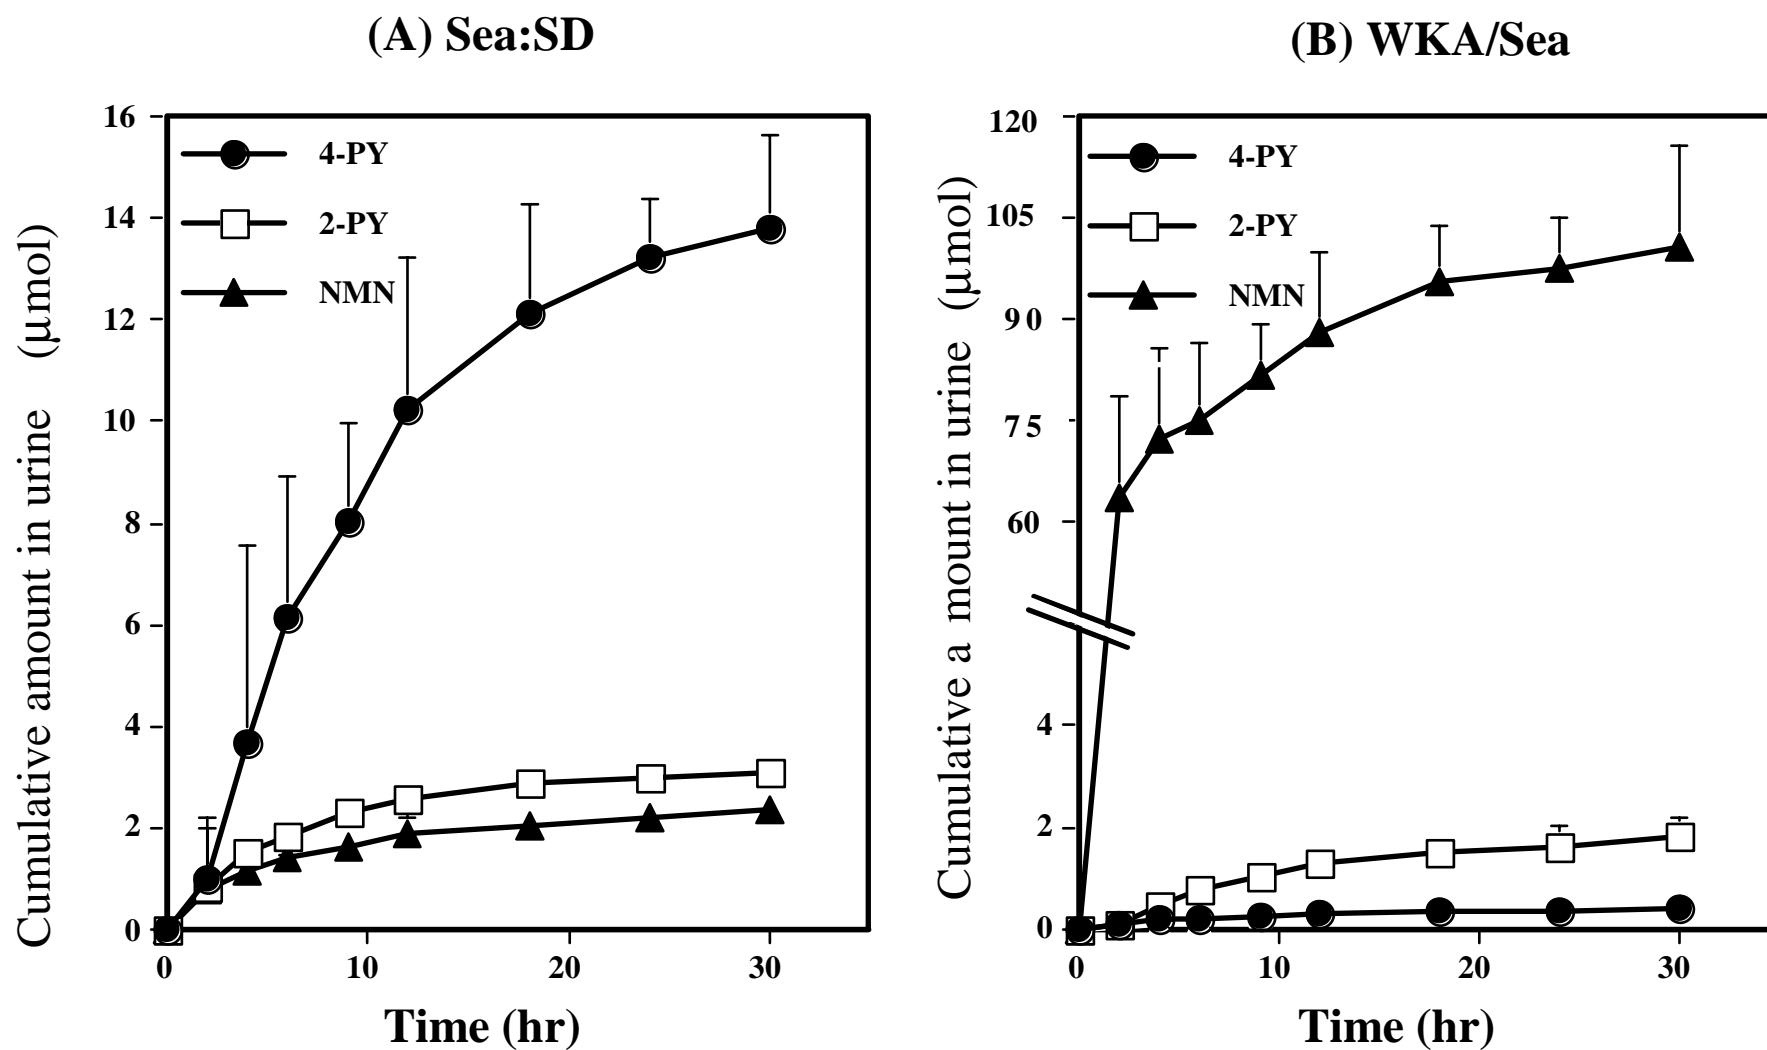 (A) Sea:SD
Cumulative amount in urine (μmol)
16
14
12
10
8
6
4
2
0
4-PY
2-PY
NMN
0 10 20 30
Time (hr)
(B) WKA/Sea
Cumulative a mount in urine (μmol)
120
105
90
75
60
4
2
0
4-PY
2-PY
NMN
0 10 20 30
Time (hr)